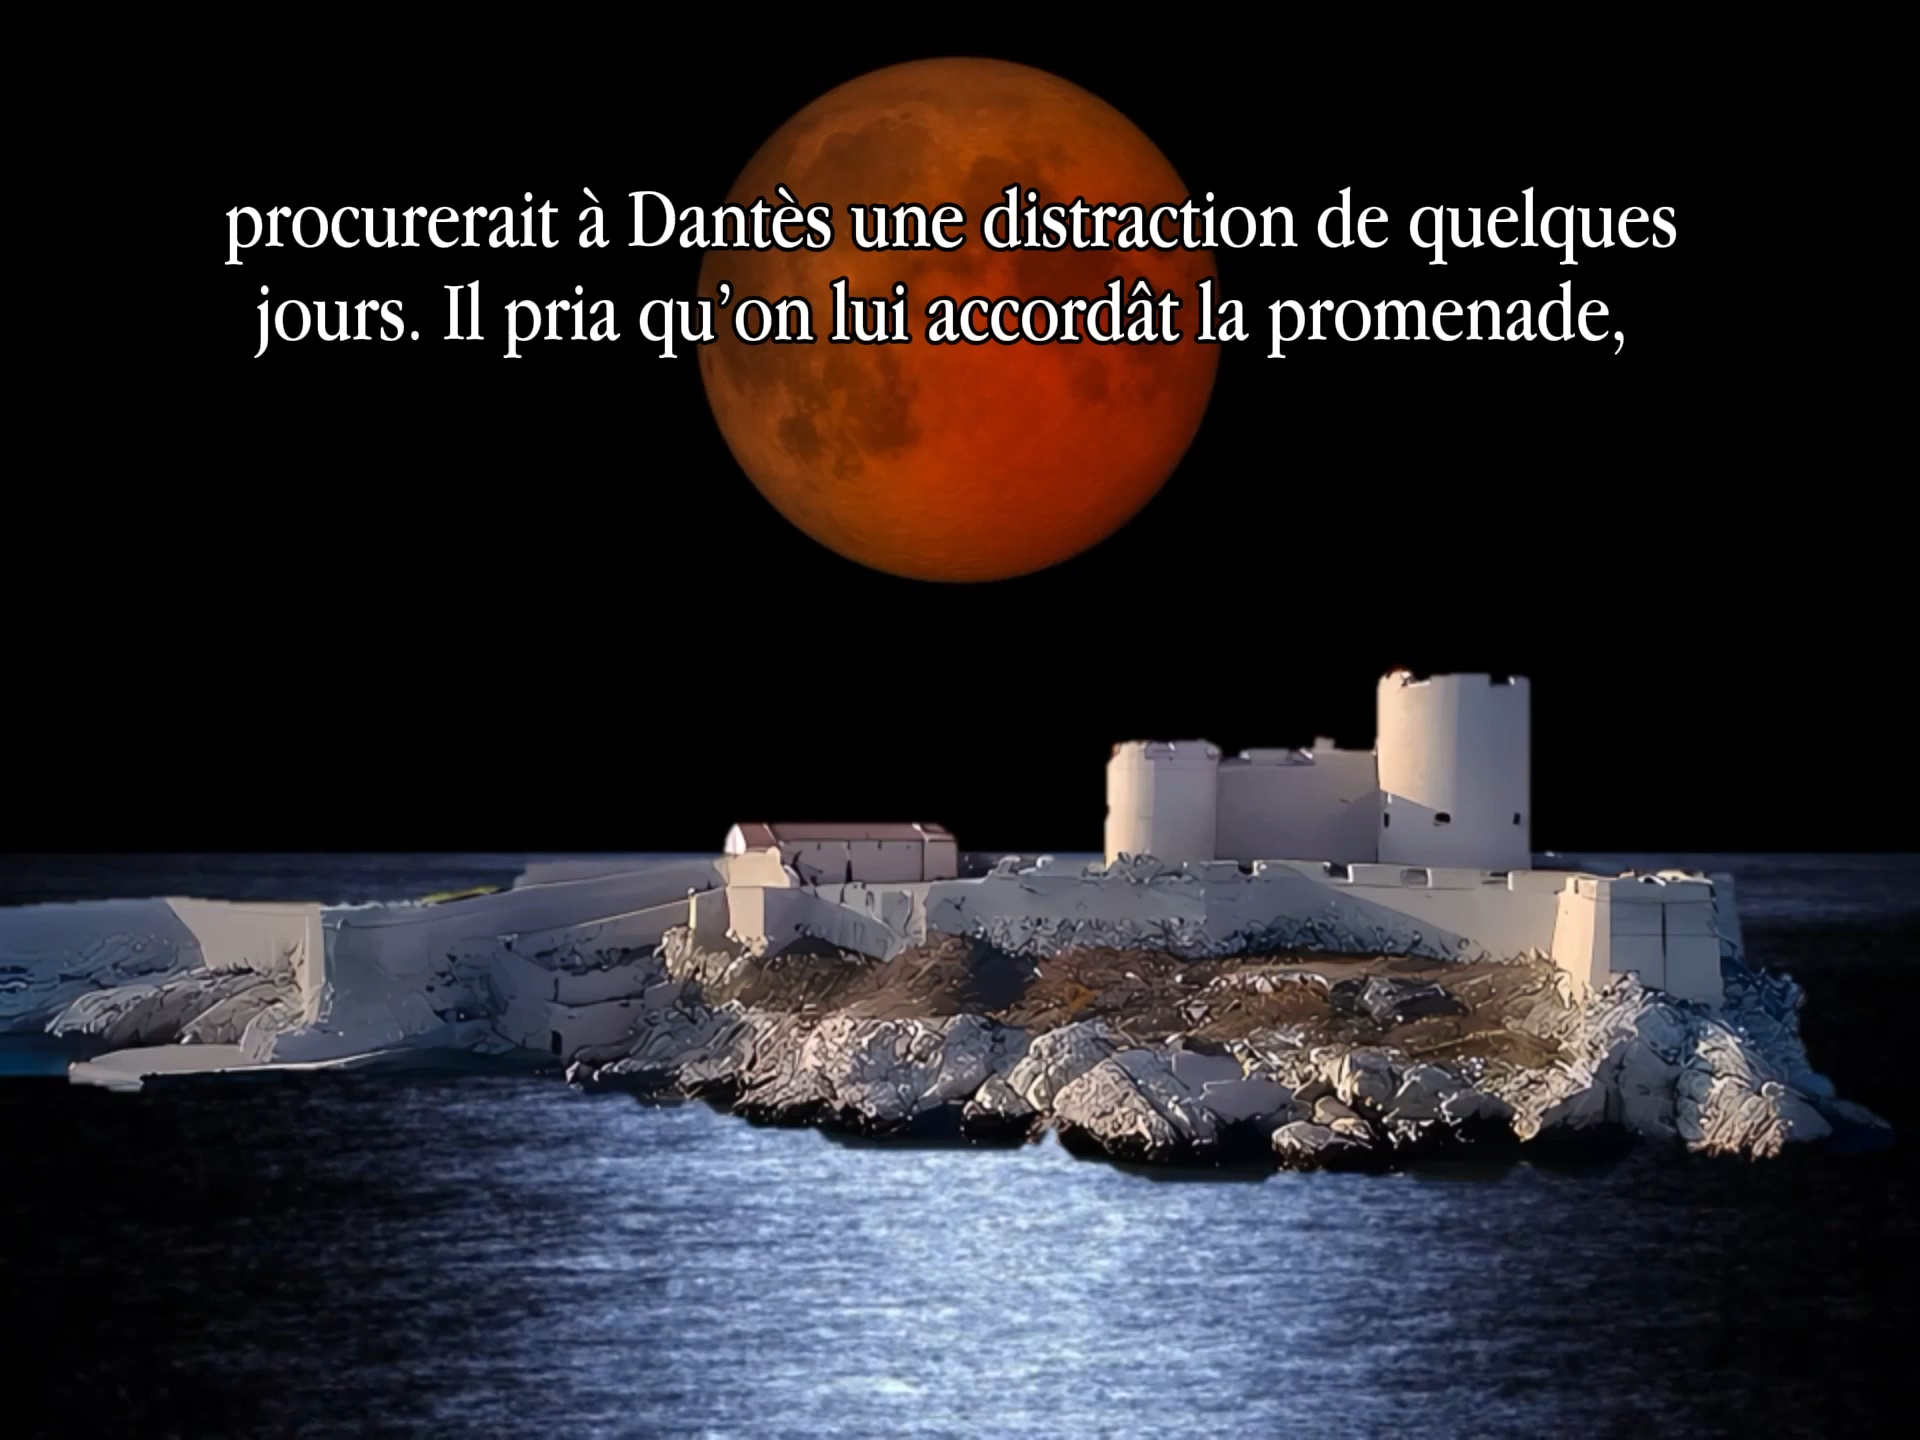 procurerait à Dantès une distraction de quelques
jours. Il pria qu’on lui accordât la promenade,